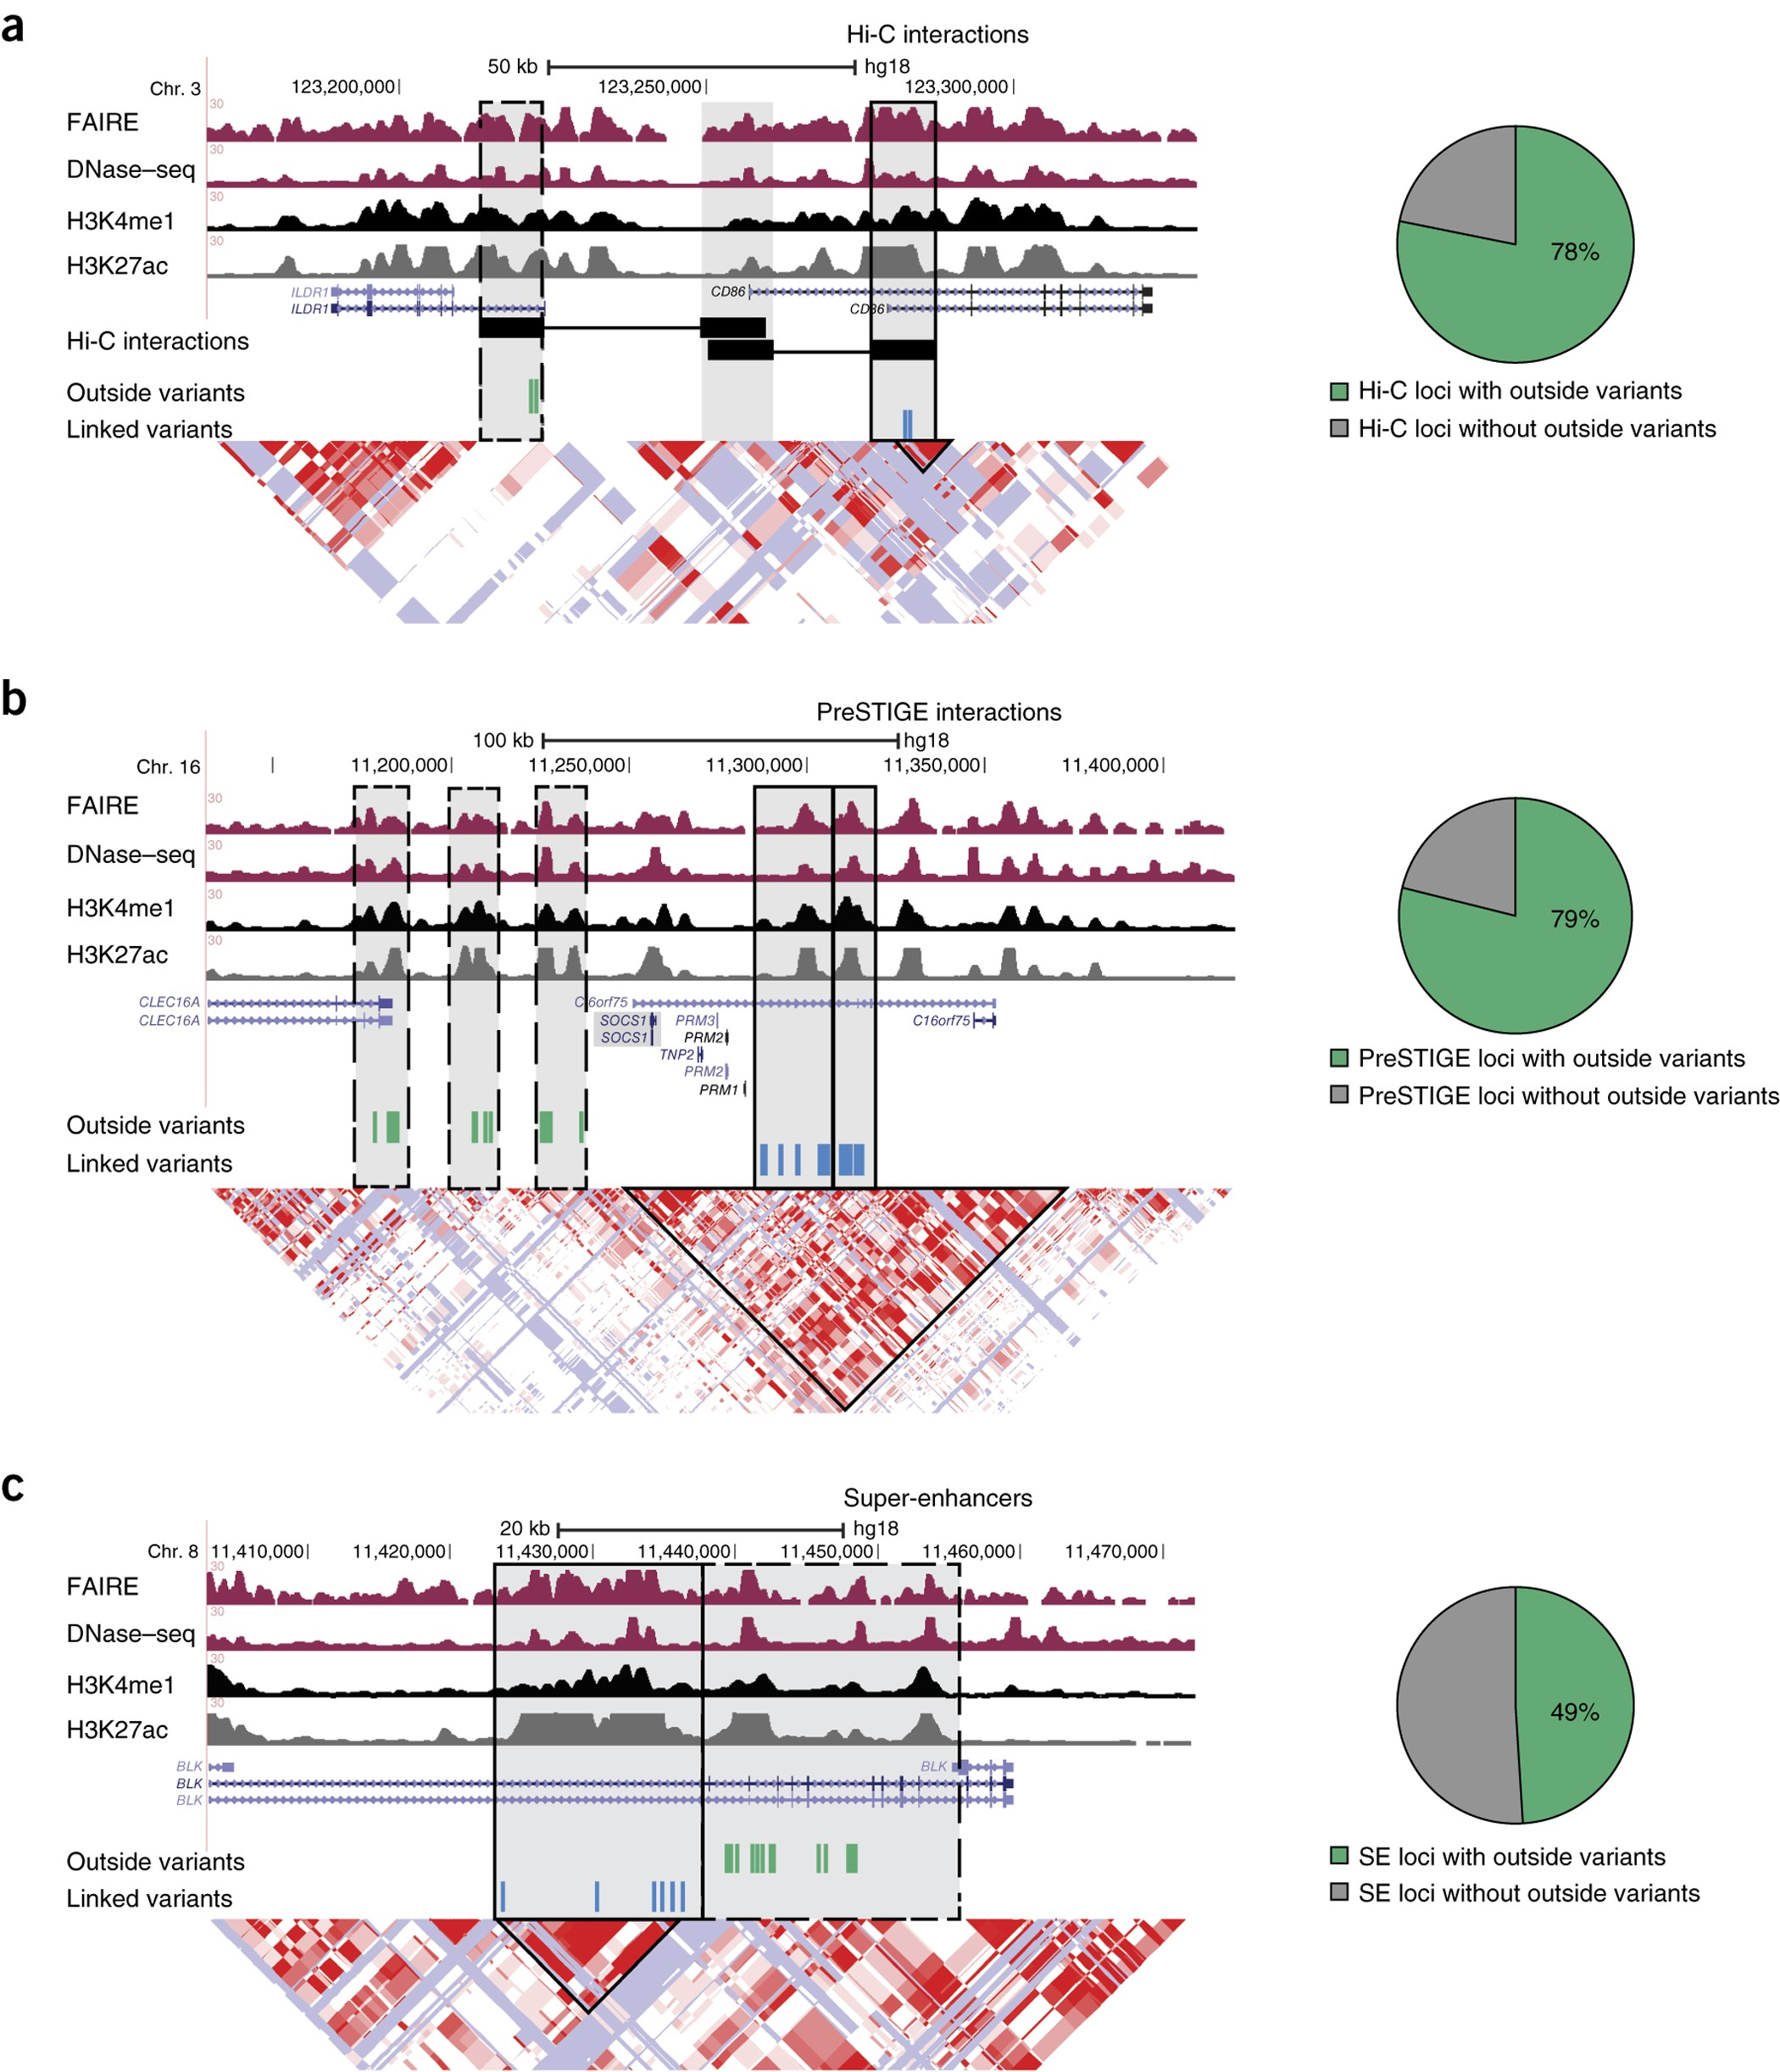 a
Hi-C interactions
50 kb hg18
Chr. 3 123,200,000 123,250,000 123,300,000
30
FAIRE
30
DNase–seq
30
H3K4me1
30
H3K27ac
ILDR1 CD86
ILDR1 CD86
Hi-C interactions
Outside variants
Linked variants
78%
Hi-C loci with outside variants
Hi-C loci without outside variants
b
PreSTIGE interactions
100 kb hg18
Chr. 16 11,200,000 11,250,000 11,300,000 11,350,000 11,400,000
30
FAIRE
30
DNase–seq
30
H3K4me1
30
H3K27ac
CLEC16A C16orf75
CLEC16A SOCS1 PRM3 C16orf75
SOCS1 PRM2
TNP2
PRM2
PRM1
Outside variants
Linked variants
79%
PreSTIGE loci with outside variants
PreSTIGE loci without outside variants
c
Super-enhancers
20 kb hg18
Chr. 8 11,410,000 11,420,000 11,430,000 11,440,000 11,450,000 11,460,000 11,470,000
30
FAIRE
30
DNase–seq
30
H3K4me1
30
H3K27ac
BLK BLK
BLK
BLK
Outside variants
Linked variants
49%
SE loci with outside variants
SE loci without outside variants